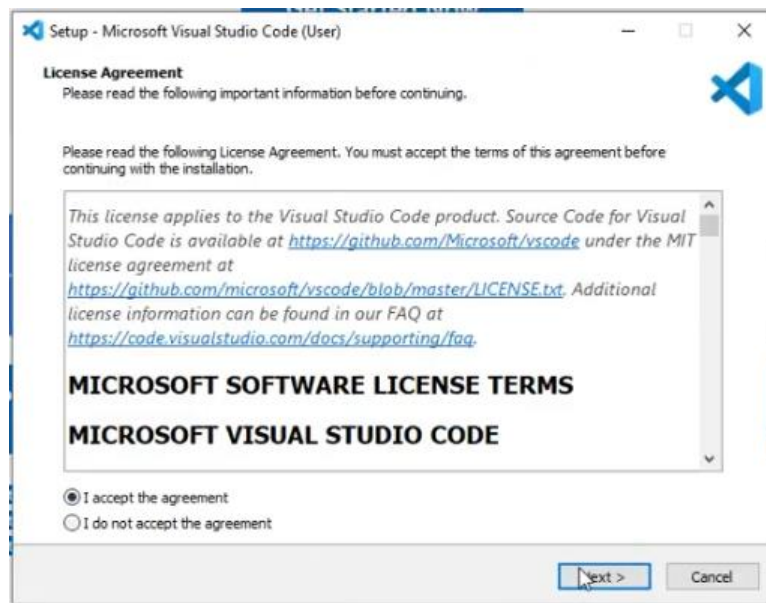 Get Started Now
Setup - Microsoft Visual Studio Code (User)
License Agreement
Please read the following important information before continuing.
Please read the following License Agreement. You must accept the terms of this agreement before
continuing with the installation.
This license applies to the Visual Studio Code product. Source Code for Visual
Studio Code is available at https://github.com/Microsoft/vscode under the MIT
license agreement at
https://github.com/microsoft/vscode/blob/master/LICENSE.txt. Additional
license information can be found in our FAQ at
https://code.visualstudio.com/docs/supporting/faq.
MICROSOFT SOFTWARE LICENSE TERMS
MICROSOFT VISUAL STUDIO CODE
I accept the agreement
I do not accept the agreement
Next >
Cancel